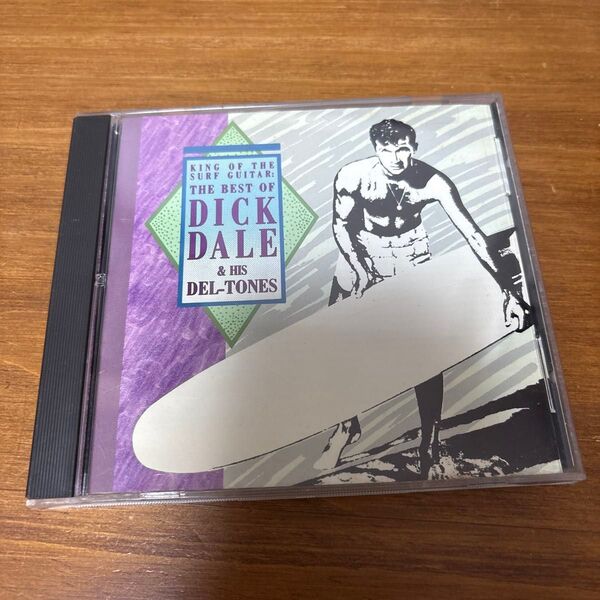 KING OF THE
SURF GUITAR:
THE BEST OF
DICK
DALE
& HIS
DEL-TONES